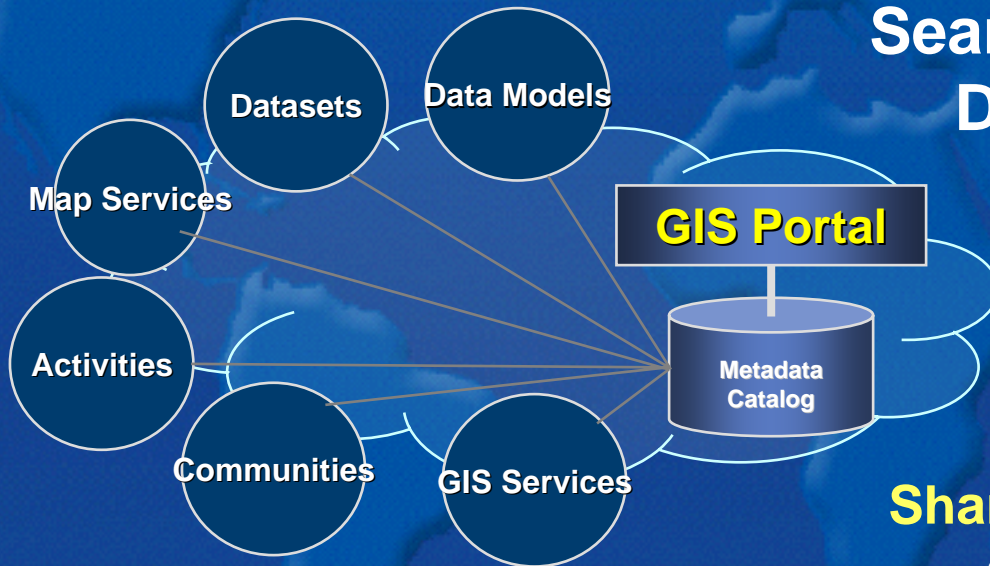 Datasets
Data Models
Map Services
GIS Portal
Activities
Metadata
Catalog
Communities
GIS Services